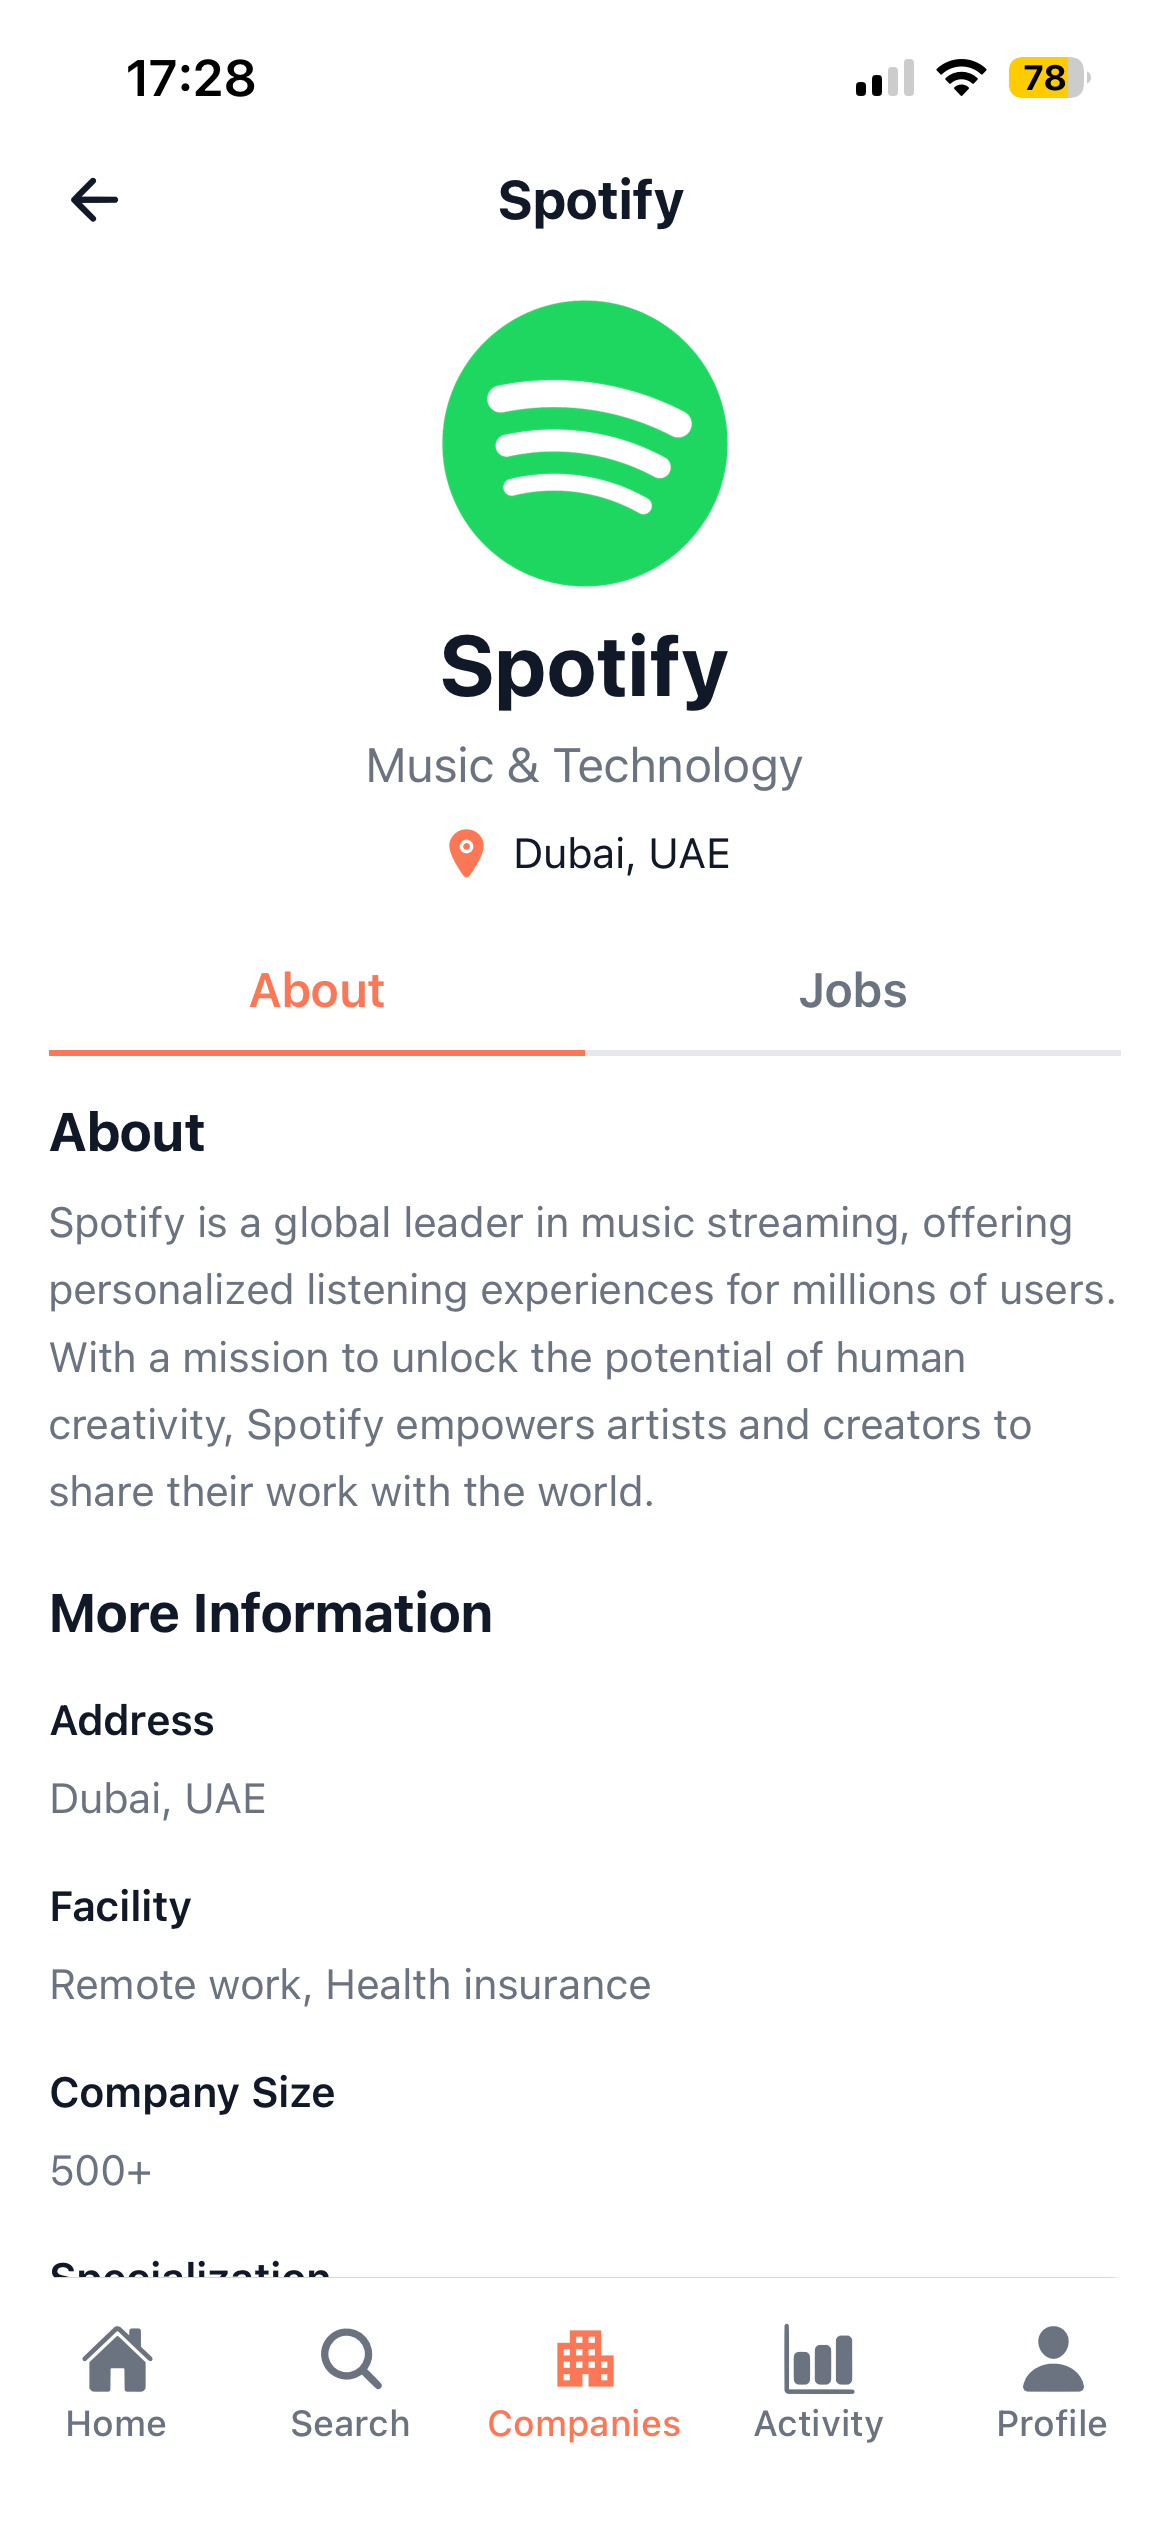 17:28
78
Spotify
Spotify
Music & Technology
Dubai, UAE
About
Jobs
About
Spotify is a global leader in music streaming, offering
personalized listening experiences for millions of users.
With a mission to unlock the potential of human
creativity, Spotify empowers artists and creators to
share their work with the world.
More Information
Address
Dubai, UAE
Facility
Remote work, Health insurance
Company Size
500+
Specialization
Home
Search
Companies
Activity
Profile